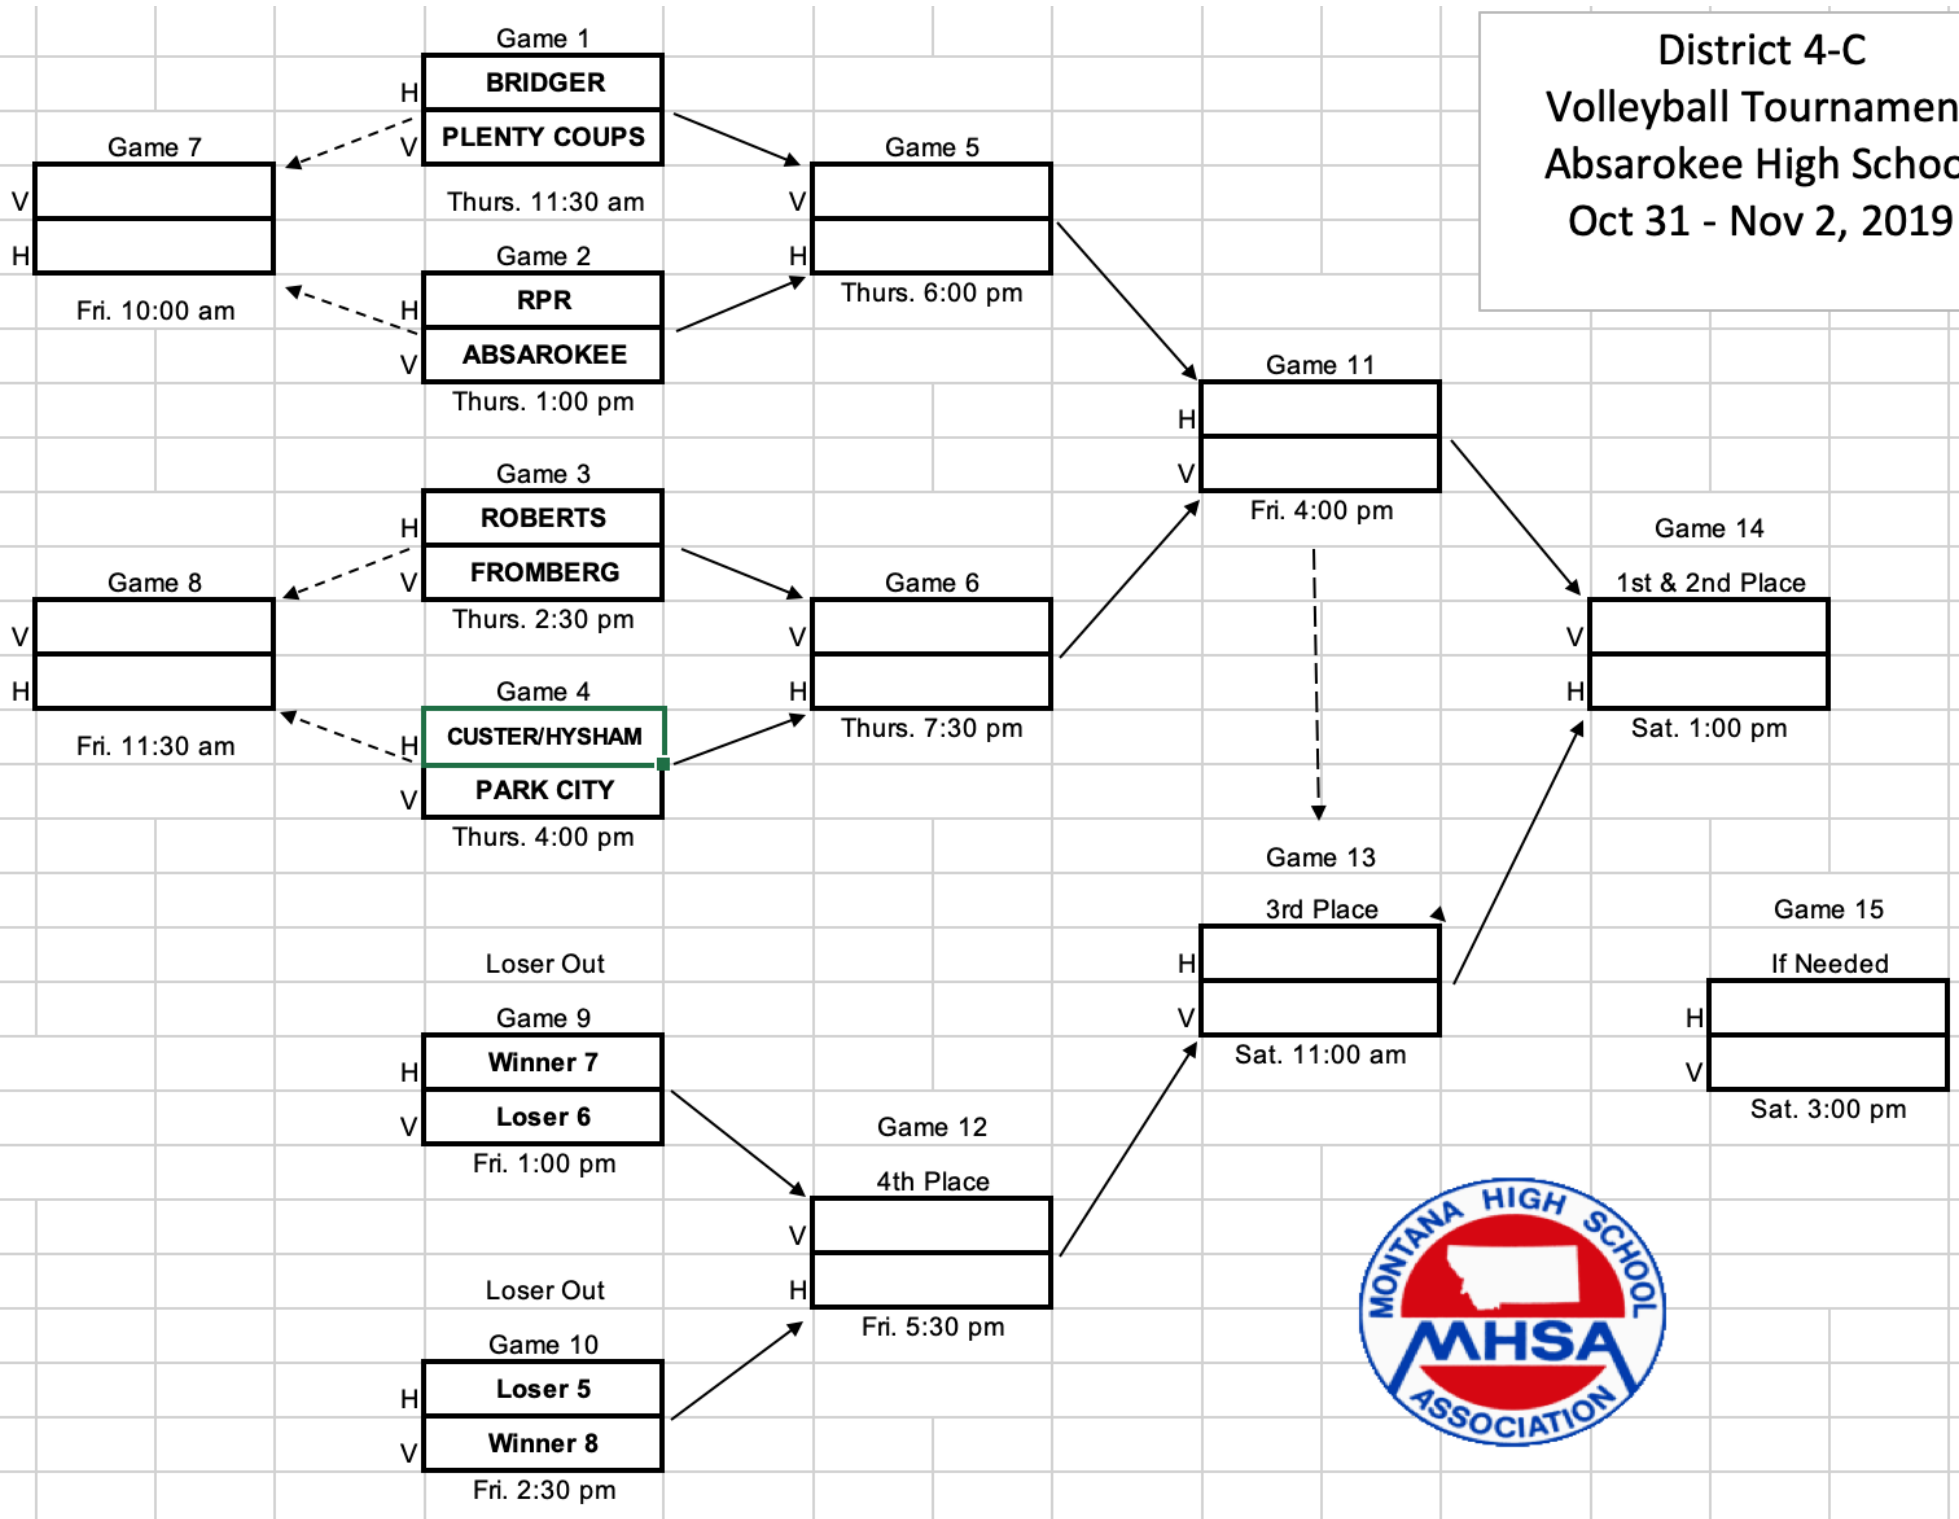 District 4-C
Volleyball Tournamen
Absarokee High Schoo
Oct 31 - Nov 2, 2019
Game 1
H BRIDGER
V PLENTY COUPS
Thurs. 11:30 am
Game 2
H RPR
V ABSAROKEE
Thurs. 1:00 pm
Game 3
H ROBERTS
V FROMBERG
Thurs. 2:30 pm
Game 4
H CUSTER/HYSHAM
V PARK CITY
Thurs. 4:00 pm
Game 7
V
H
Fri. 10:00 am
Game 8
V
H
Fri. 11:30 am
Game 5
V
H
Thurs. 6:00 pm
Game 6
V
H
Thurs. 7:30 pm
Game 11
H
V
Fri. 4:00 pm
Game 14
1st & 2nd Place
V
H
Sat. 1:00 pm
Game 13
3rd Place
H
V
Sat. 11:00 am
Game 15
If Needed
H
V
Sat. 3:00 pm
Loser Out
Game 9
H Winner 7
V Loser 6
Fri. 1:00 pm
Game 12
4th Place
V
H
Fri. 5:30 pm
Loser Out
Game 10
H Loser 5
V Winner 8
Fri. 2:30 pm
MONTANA HIGH SCHOOL
MHSA
ASSOCIATION